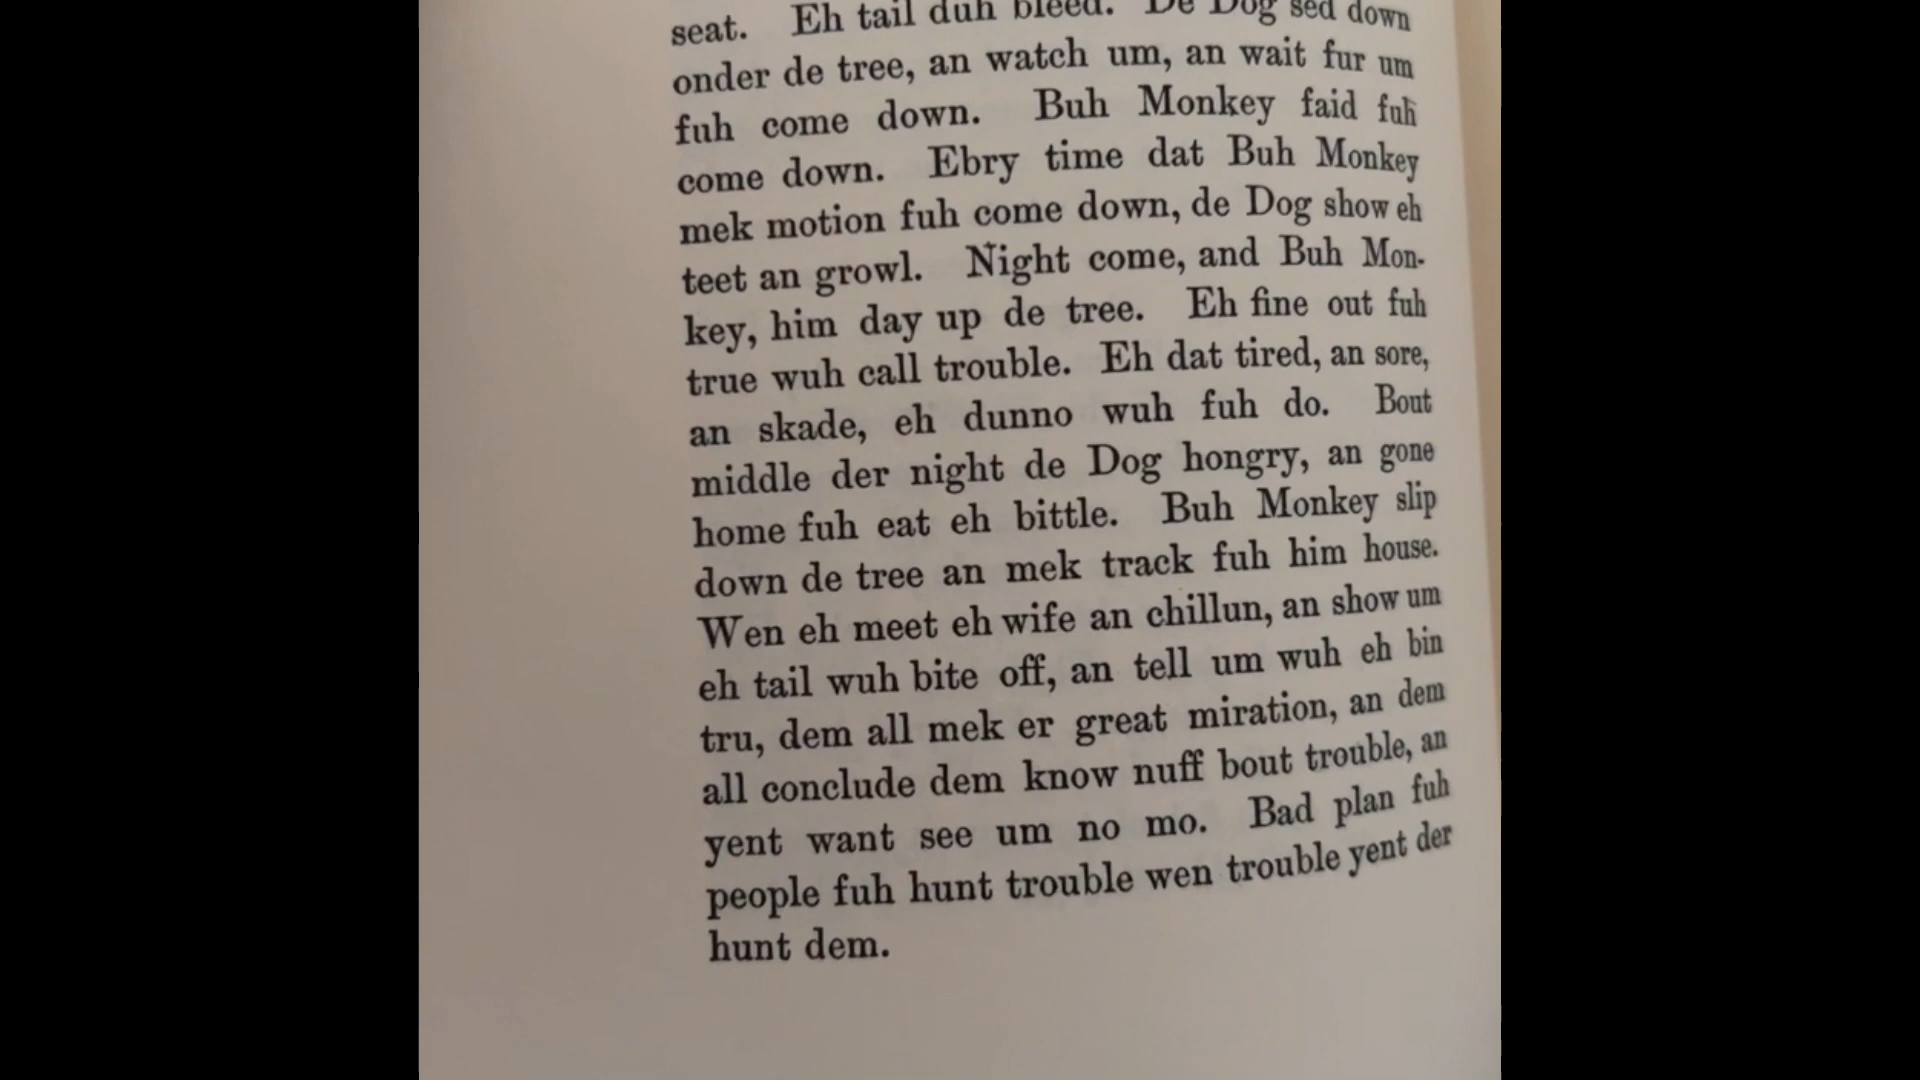 seat. Eh tail duh bleed. De Dog sed down
onder de tree, an watch um, an wait fur um
fuh come down. Buh Monkey faid fuh
come down. Ebry time dat Buh Monkey
mek motion fuh come down, de Dog show eh
teet an growl. Night come, and Buh Mon-
key, him day up de tree. Eh fine out fuh
true wuh call trouble. Eh dat tired, an sore,
an skade, eh dunno wuh fuh do. Bout
middle der night de Dog hongry, an gone
home fuh eat eh bittle. Buh Monkey slip
down de tree an mek track fuh him house.
Wen eh meet eh wife an chillun, an show um
eh tail wuh bite off, an tell um wuh eh bin
tru, dem all mek er great miration, an dem
all conclude dem know nuff bout trouble, an
yent want see um no mo. Bad plan fuh
people fuh hunt trouble wen trouble yent der
hunt dem.